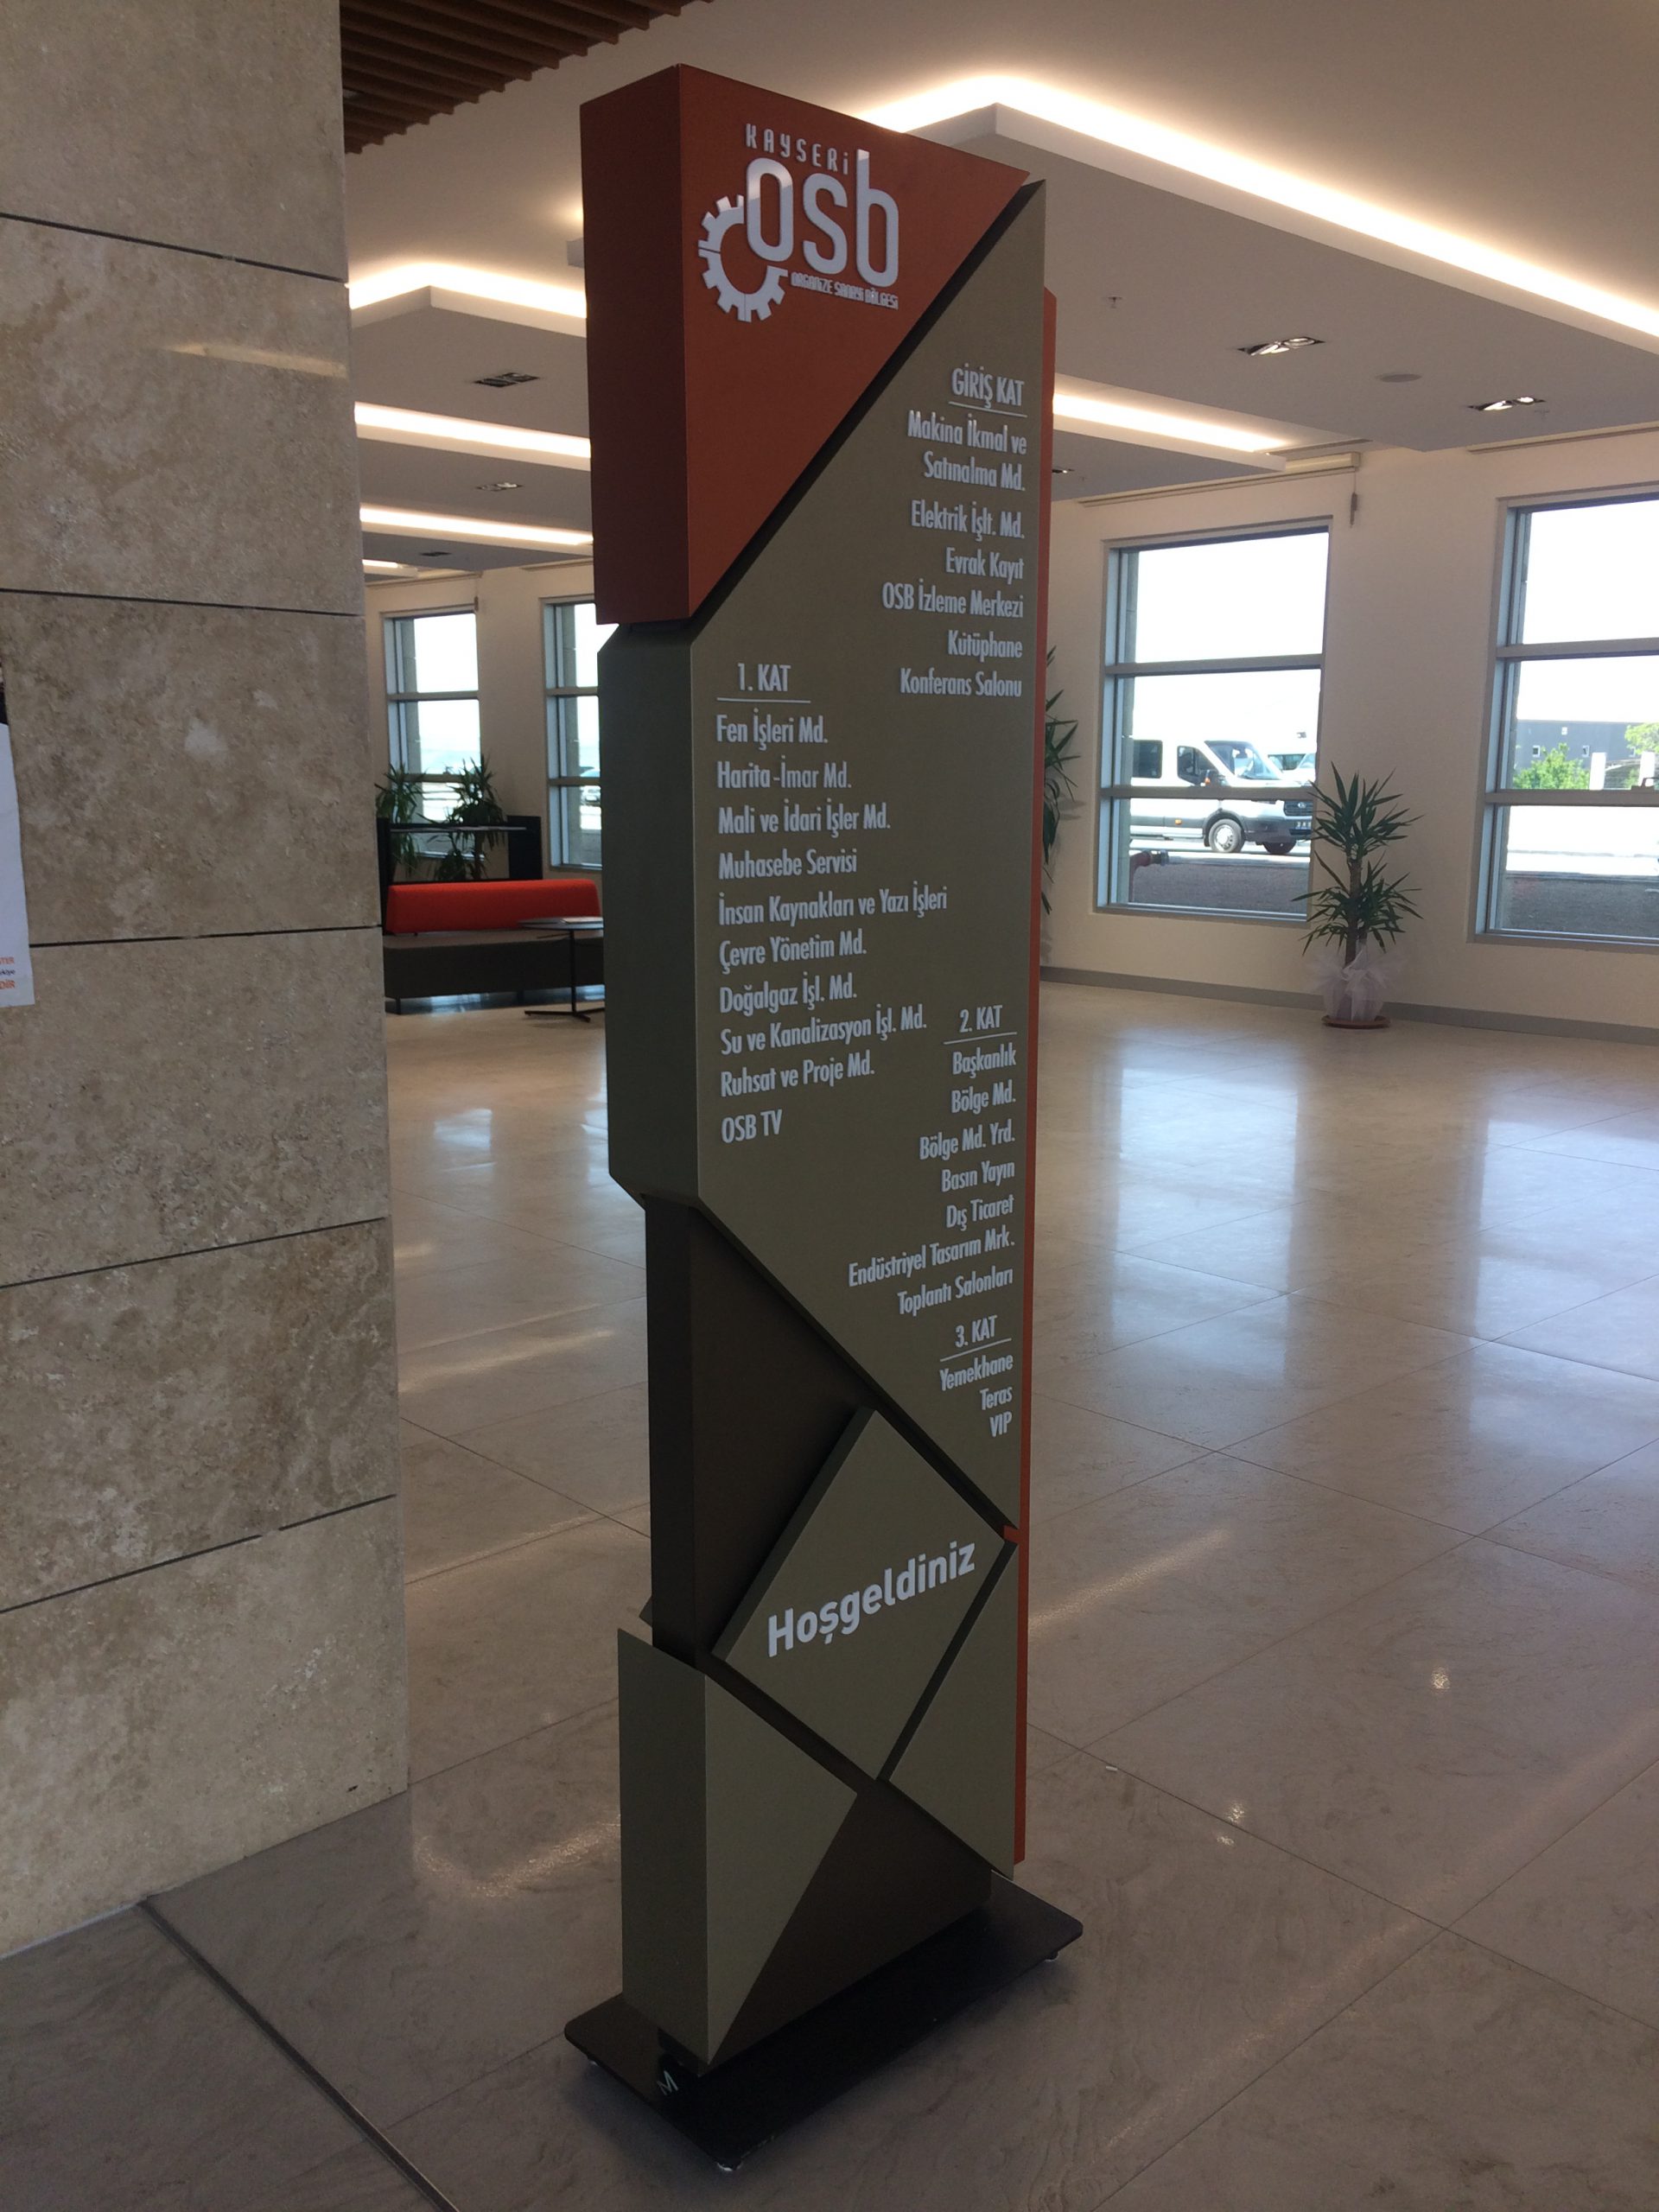 KAYSERİ
osb
ORGANİZE SANAYİ BÖLGESİ
GİRİŞ KAT
Makina İkmal ve
Satınalma Md.
Elektrik İşlt. Md.
Evrak Kayıt
OSB İzleme Merkezi
Kütüphane
Konferans Salonu
1. KAT
Fen İşleri Md.
Harita-İmar Md.
Mali ve İdari İşler Md.
Muhasebe Servisi
İnsan Kaynakları ve Yazı İşleri
Çevre Yönetim Md.
Doğalgaz İşl. Md.
Su ve Kanalizasyon İşl. Md.
Ruhsat ve Proje Md.
OSB TV
2. KAT
Başkanlık
Bölge Md.
Bölge Md. Yrd.
Basın Yayın
Dış Ticaret
Endüstriyel Tasarım Mrk.
Toplantı Salonları
3. KAT
Yemekhane
Teras
VIP
Hoşgeldiniz
M